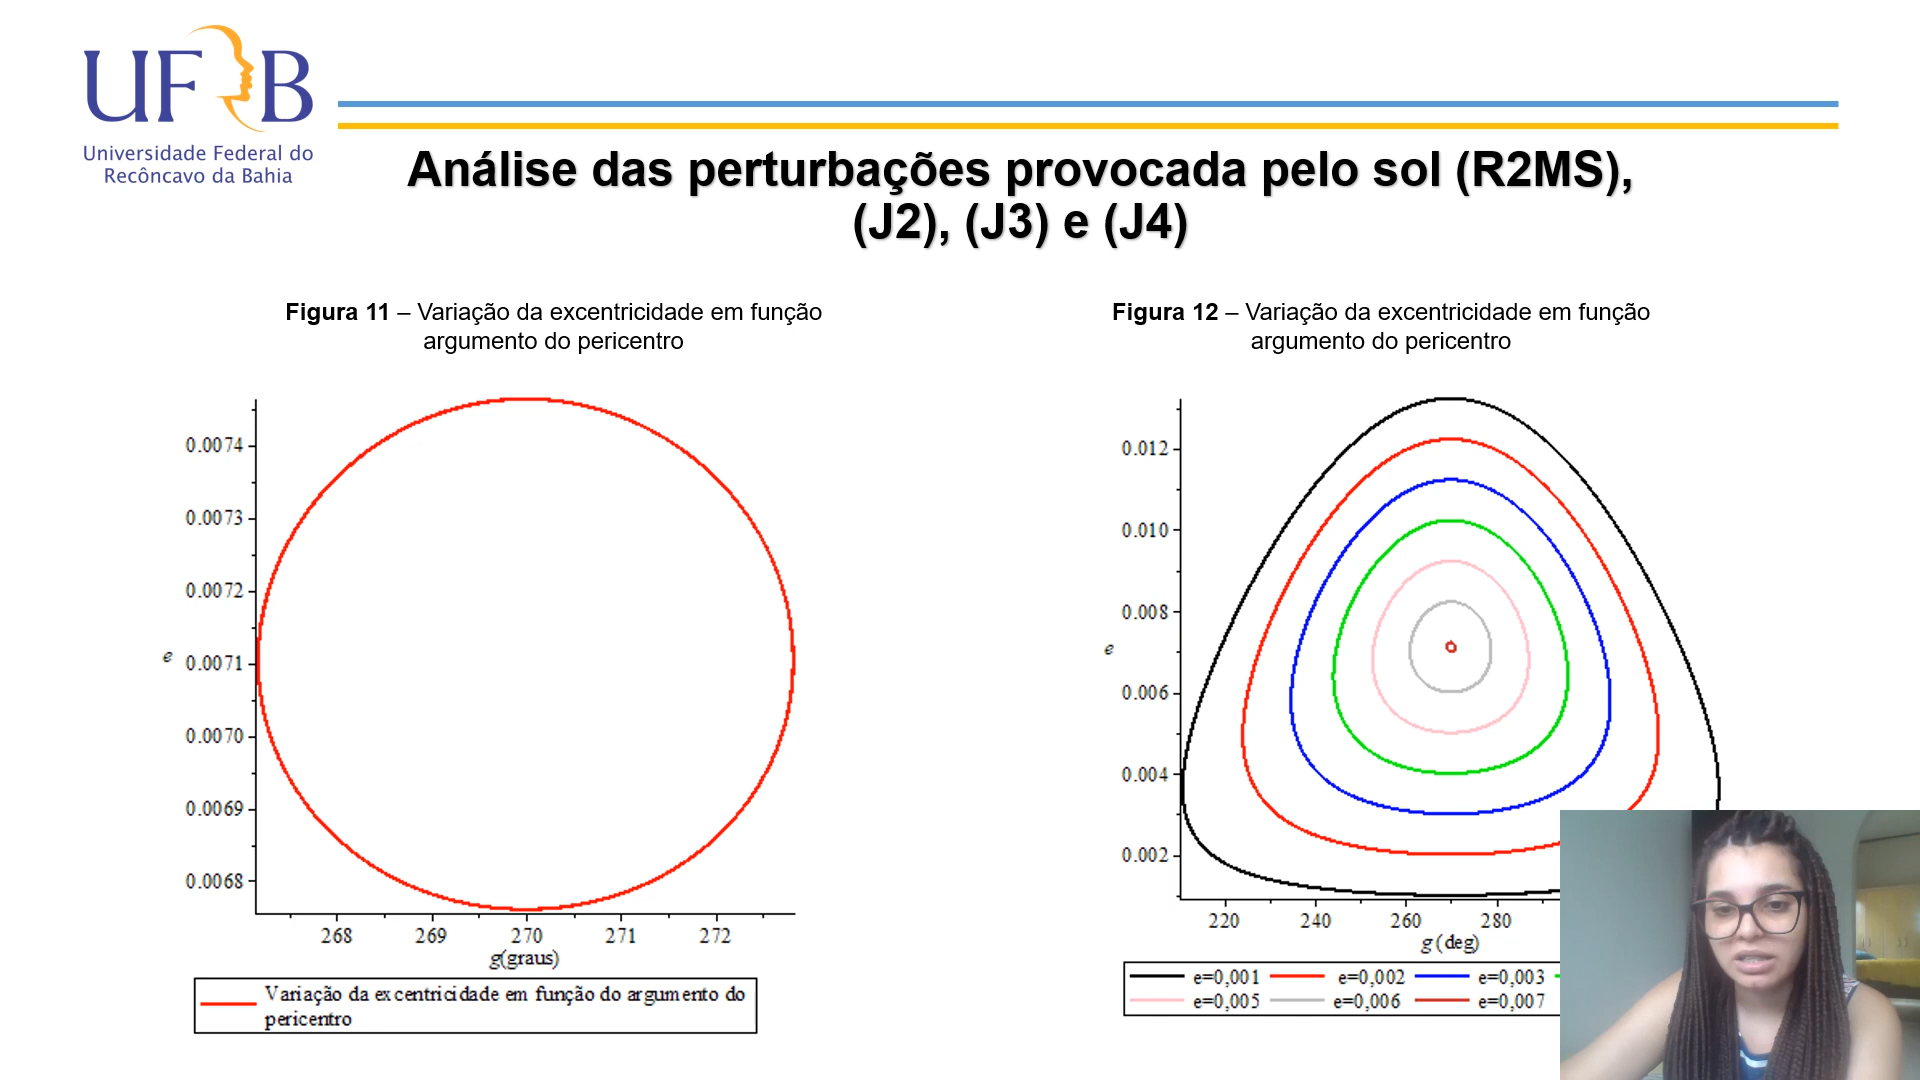 UFRB
Universidade Federal do
Recôncavo da Bahia
Análise das perturbações provocada pelo sol (R2MS),
(J2), (J3) e (J4)
Figura 11 – Variação da excentricidade em função
argumento do pericentro
0.0074
0.0073
0.0072
e 0.0071
0.0070
0.0069
0.0068
268 269 270 271 272
g(graus)
Variação da excentricidade em função do argumento do
pericentro
Figura 12 – Variação da excentricidade em função
argumento do pericentro
0.012
0.010
0.008
e
0.006
0.004
0.002
220 240 260 280
g (deg)
e=0,001 e=0,002 e=0,003
e=0,005 e=0,006 e=0,007